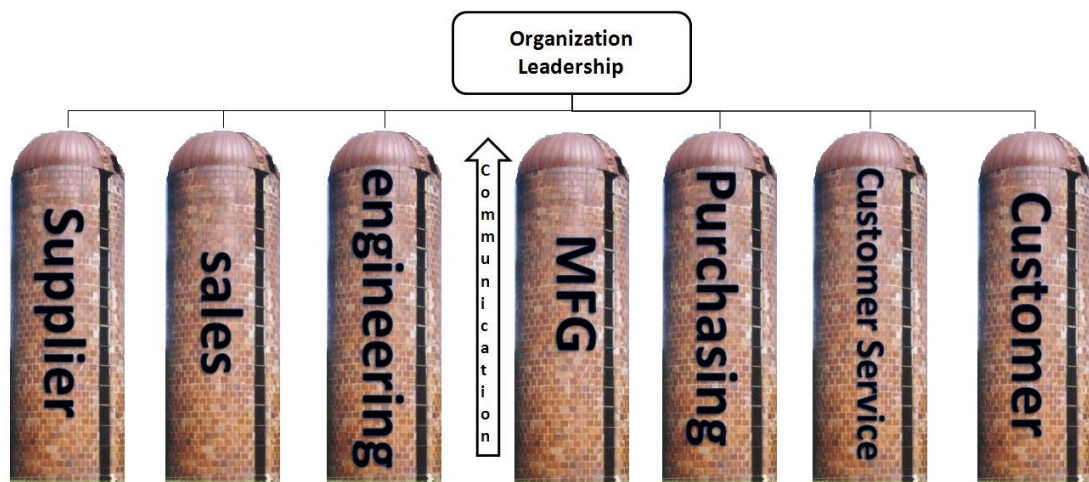 Organization
Leadership
Supplier
sales
engineering
Communication
MFG
Purchasing
Customer Service
Customer